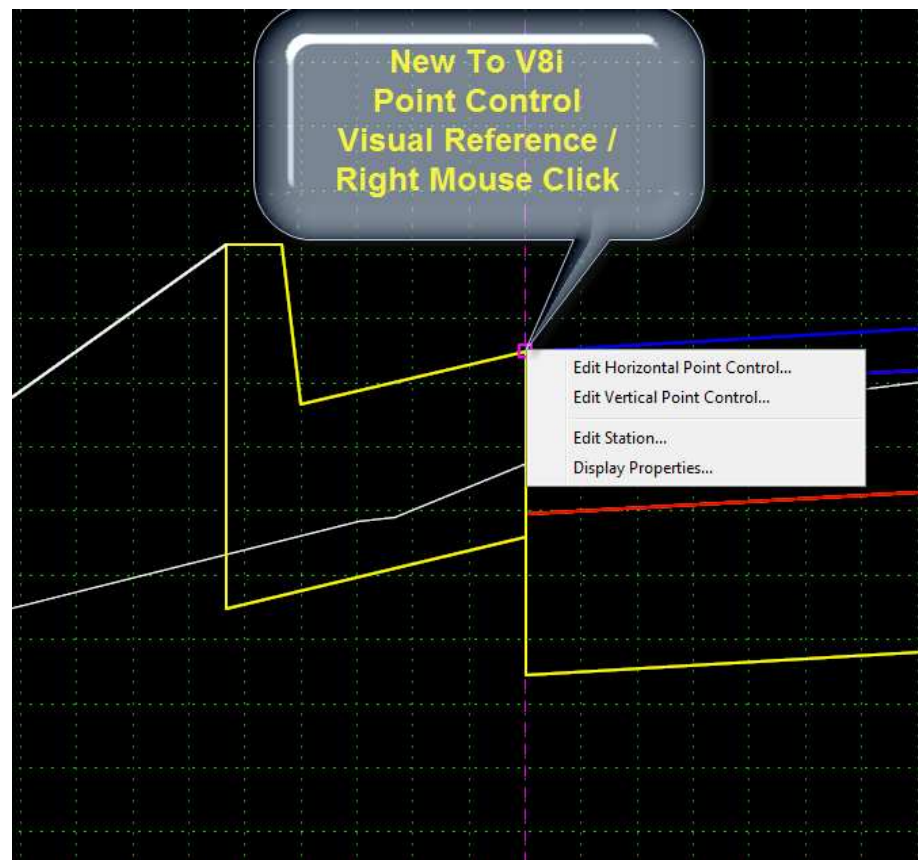 New To V8i
Point Control
Visual Reference /
Right Mouse Click
Edit Horizontal Point Control...
Edit Vertical Point Control...
Edit Station...
Display Properties...